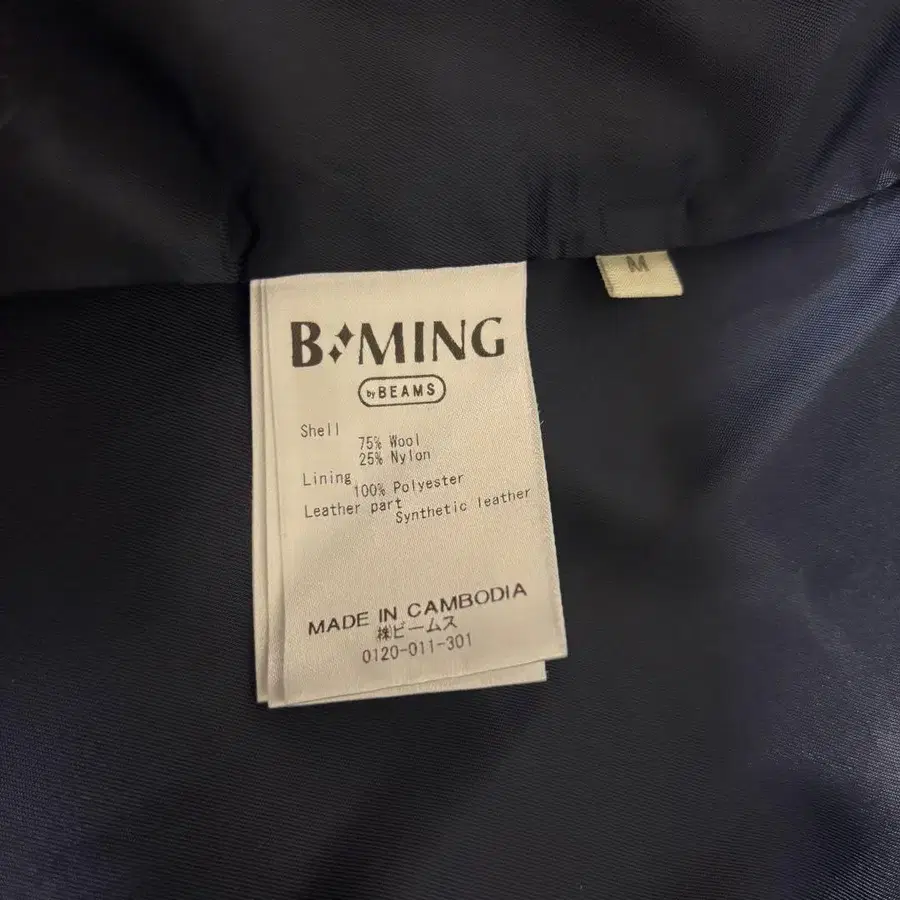 B MING
by BEAMS
Shell
75% Wool
25% Nylon
Lining
100% Polyester
Leather part
Synthetic leather
MADE IN CAMBODIA
㈱ビームス
0120-011-301
M